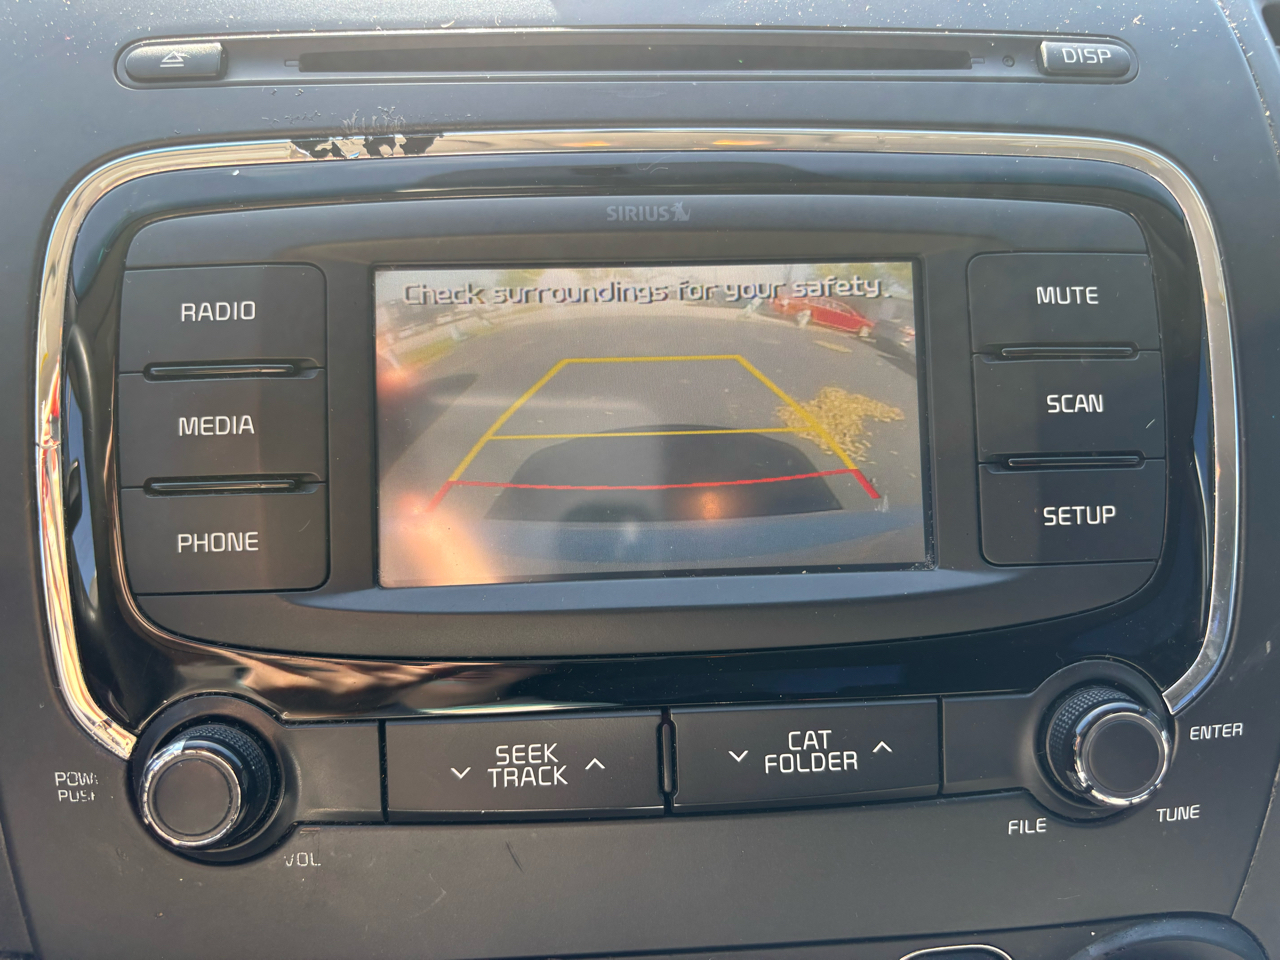 DISP
SIRIUS
Check surroundings for your safety.
RADIO
MUTE
MEDIA
SCAN
PHONE
SETUP
SEEK
TRACK
CAT
FOLDER
ENTER
TUNE
FILE
VOL